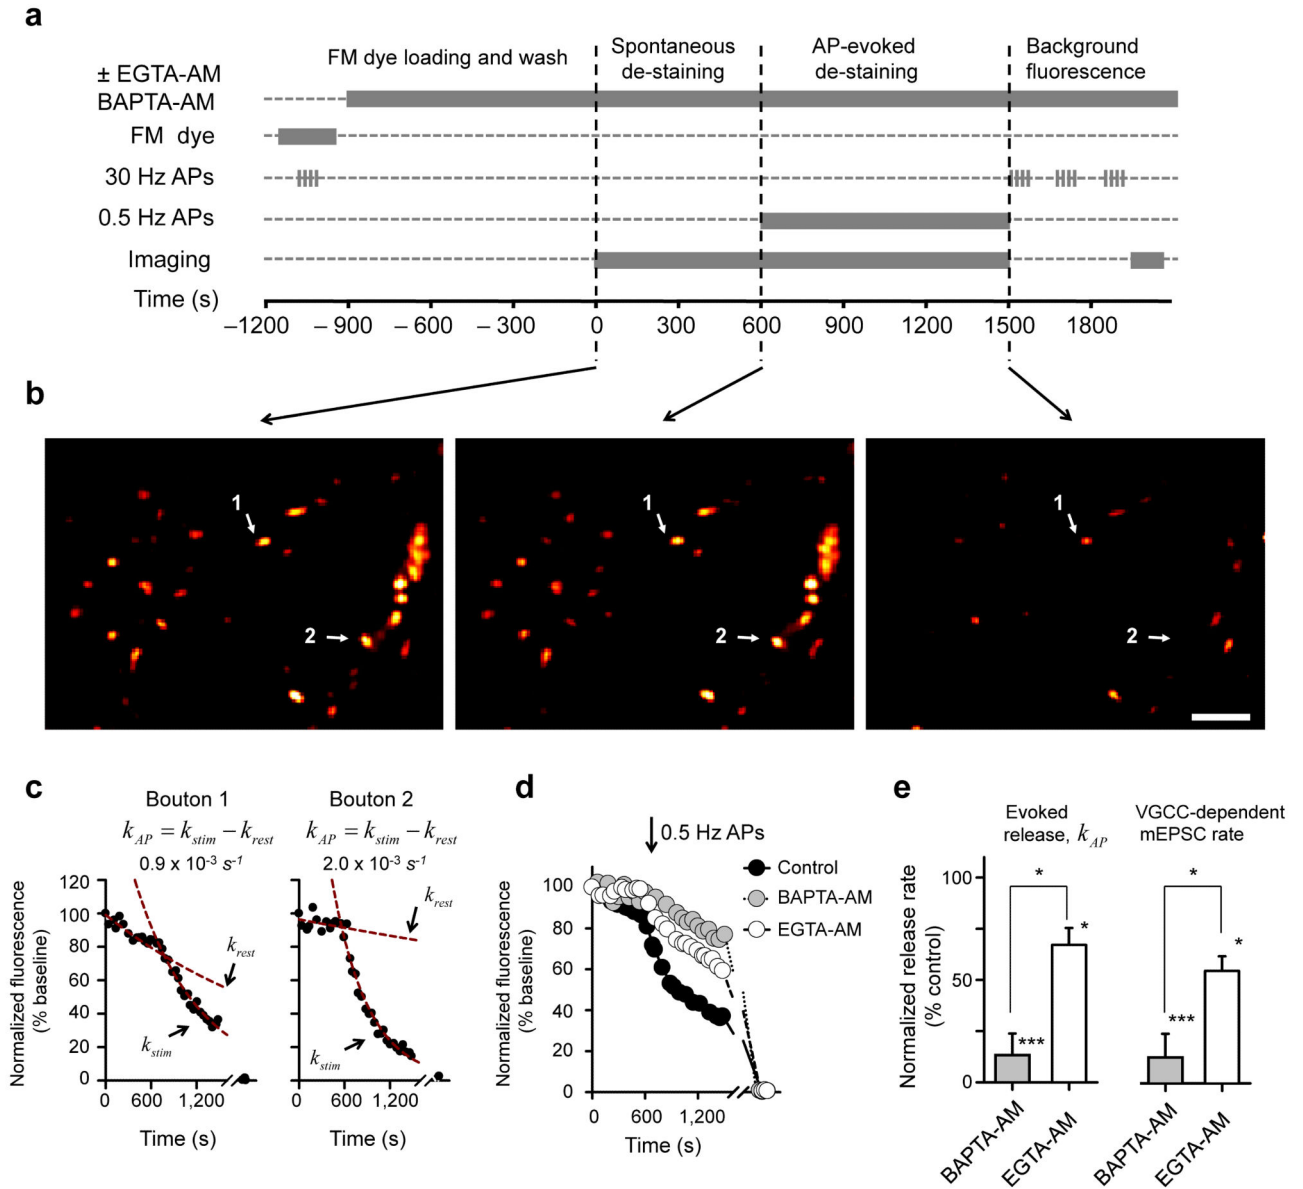 a
FM dye loading and wash
Spontaneous
de-staining
AP-evoked
de-staining
Background
fluorescence
± EGTA-AM
BAPTA-AM
FM dye
30 Hz APs
0.5 Hz APs
Imaging
Time (s)
−1200 −900 −600 −300 0 300 600 900 1200 1500 1800
b
1
2
1
2
1
2
c
Bouton 1
k_AP = k_stim − k_rest
0.9 x 10⁻³ s⁻¹
Bouton 2
k_AP = k_stim − k_rest
2.0 x 10⁻³ s⁻¹
Normalized fluorescence
(% baseline)
120
100
80
60
40
20
0
k_rest
k_stim
0 600 1,200
Time (s)
k_rest
k_stim
0 600 1,200
Time (s)
d
0.5 Hz APs
Control
BAPTA-AM
EGTA-AM
Normalized fluorescence
(% baseline)
100
80
60
40
20
0
0 600 1,200
Time (s)
e
Evoked
release, k_AP
VGCC-dependent
mEPSC rate
Normalized release rate
(% control)
100
50
0
*
*
***
*
*
***
BAPTA-AM
EGTA-AM
BAPTA-AM
EGTA-AM